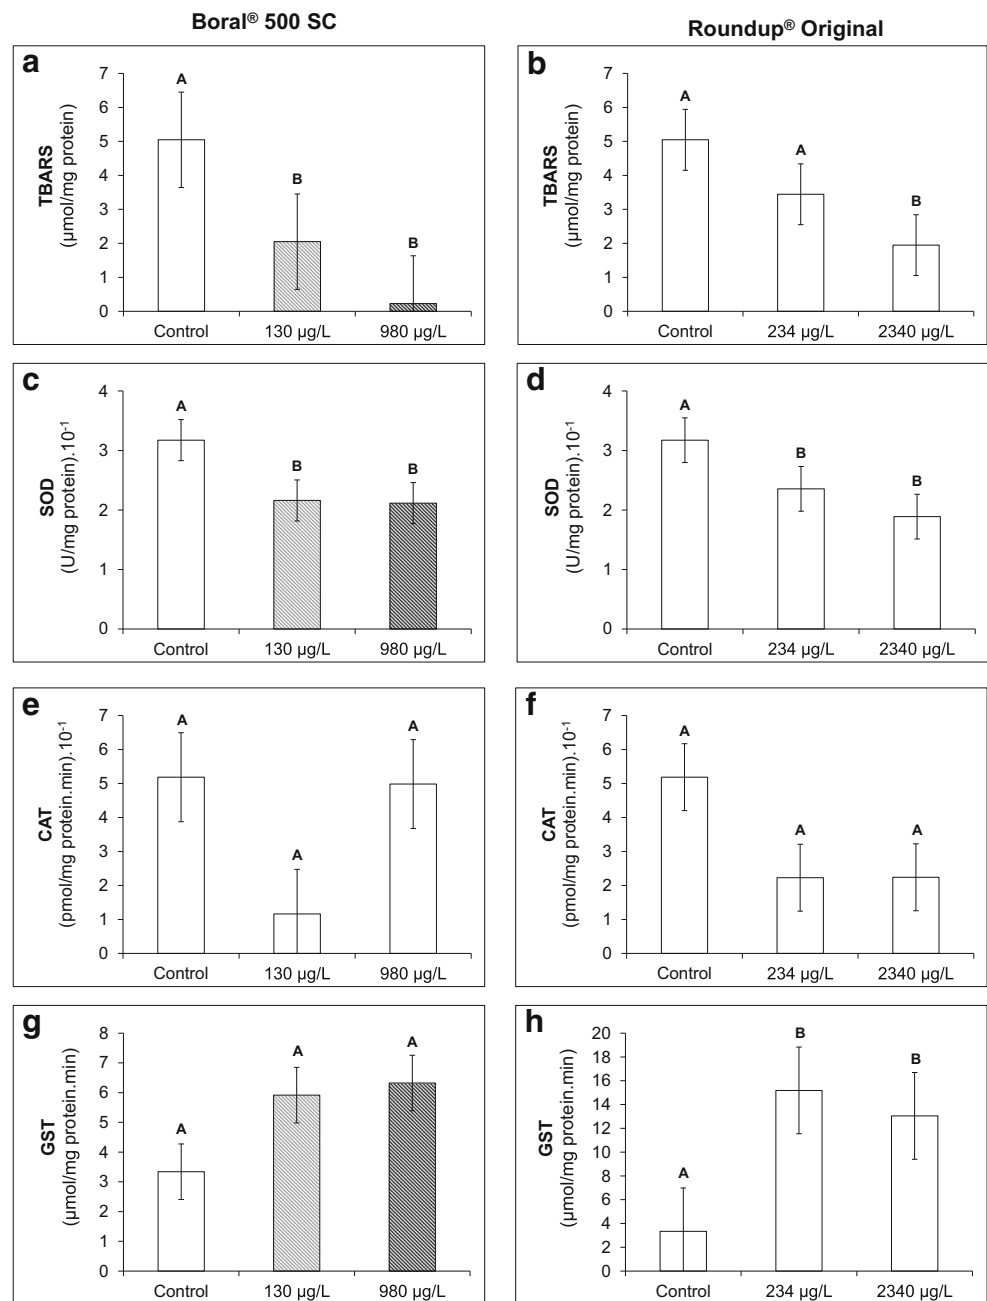 Boral® 500 SC
Roundup® Original
a
TBARS
(µmol/mg protein)
7
6
5
4
3
2
1
0
A
B
B
Control
130 µg/L
980 µg/L
b
TBARS
(µmol/mg protein)
7
6
5
4
3
2
1
0
A
A
B
Control
234 µg/L
2340 µg/L
c
SOD
(U/mg protein).10⁻¹
4
3
2
1
0
A
B
B
Control
130 µg/L
980 µg/L
d
SOD
(U/mg protein).10⁻¹
4
3
2
1
0
A
B
B
Control
234 µg/L
2340 µg/L
e
CAT
(pmol/mg protein.min).10⁻¹
7
6
5
4
3
2
1
0
A
A
A
Control
130 µg/L
980 µg/L
f
CAT
(pmol/mg protein.min).10⁻¹
7
6
5
4
3
2
1
0
A
A
A
Control
234 µg/L
2340 µg/L
g
GST
(µmol/mg protein.min)
8
7
6
5
4
3
2
1
0
A
A
A
Control
130 µg/L
980 µg/L
h
GST
(µmol/mg protein.min)
20
18
16
14
12
10
8
6
4
2
0
A
B
B
Control
234 µg/L
2340 µg/L